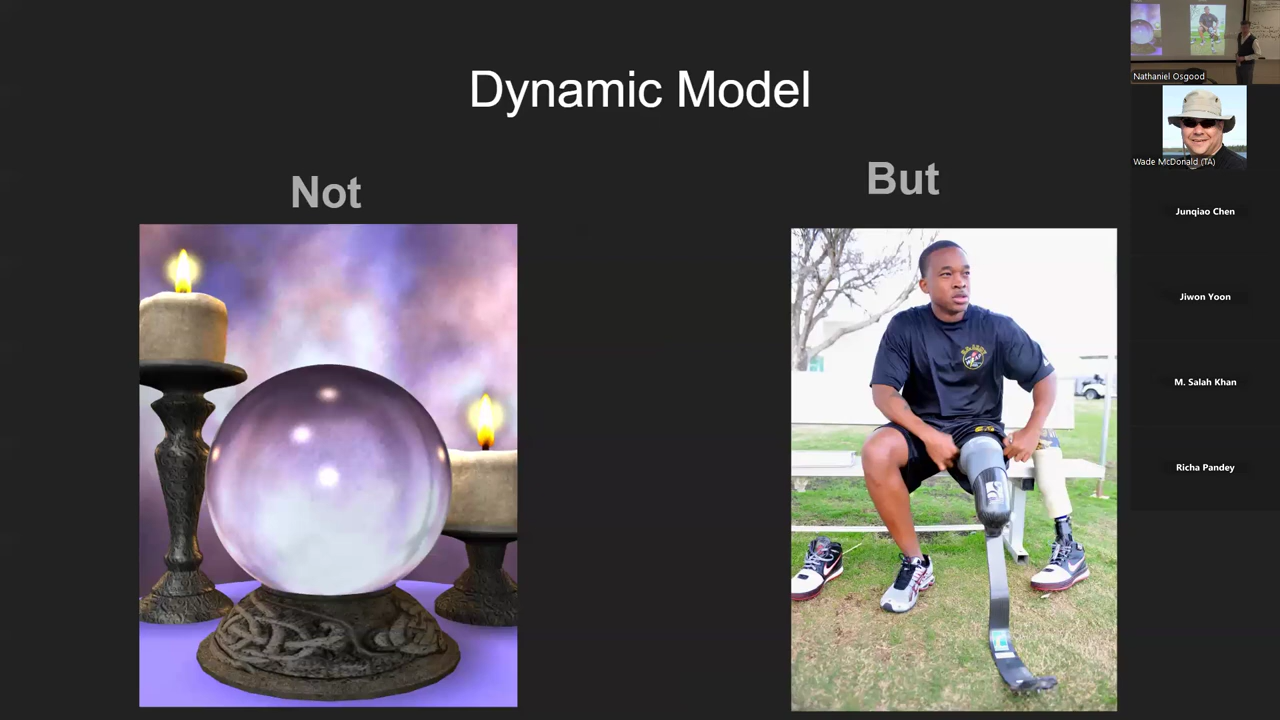 Dynamic Model
Not
But
Nathaniel Osgood
Wade McDonald (TA)
Junqiao Chen
Jiwon Yoon
M. Salah Khan
Richa Pandey